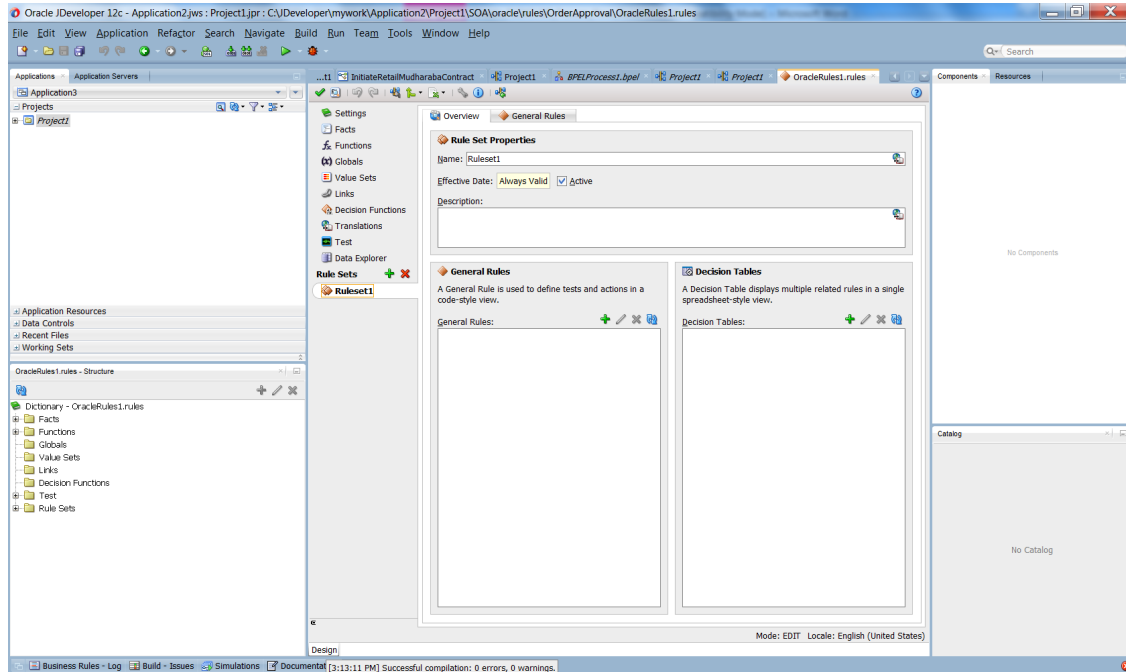 Oracle JDeveloper 12c - Application2.jws : Project1.jpr : C:\JDeveloper\mywork\Application2\Project1\SOA\oracle\rules\OrderApproval\OracleRules1.rules
File Edit View Application Refactor Search Navigate Build Run Team Tools Window Help
Search
Applications Application Servers
Application3
Projects
Project1
Application Resources
Data Controls
Recent Files
Working Sets
OracleRules1.rules - Structure
Dictionary - OracleRules1.rules
Facts
Functions
Globals
Value Sets
Links
Decision Functions
Test
Rule Sets
...t1 InitiateRetailMudharabaContract Project1 BPELProcess1.bpel Project1 Project1 OracleRules1.rules
Settings
Facts
Functions
Globals
Value Sets
Links
Decision Functions
Translations
Test
Data Explorer
Rule Sets
Ruleset1
Overview General Rules
Rule Set Properties
Name: Ruleset1
Effective Date: Always Valid Active
Description:
General Rules
A General Rule is used to define tests and actions in a
code-style view.
General Rules:
Decision Tables
A Decision Table displays multiple related rules in a single
spreadsheet-style view.
Decision Tables:
Mode: EDIT Locale: English (United States)
Design
Components Resources
No Components
Catalog
No Catalog
Business Rules - Log Build - Issues Simulations Documentat [3:13:11 PM] Successful compilation: 0 errors, 0 warnings.